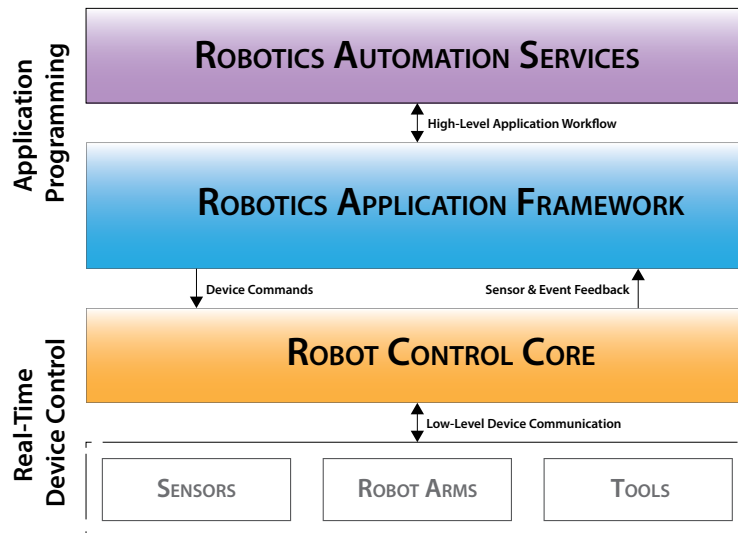 Application
Programming
ROBOTICS AUTOMATION SERVICES
High-Level Application Workflow
ROBOTICS APPLICATION FRAMEWORK
Device Commands
Sensor & Event Feedback
Real-Time
Device Control
ROBOT CONTROL CORE
Low-Level Device Communication
SENSORS
ROBOT ARMS
TOOLS